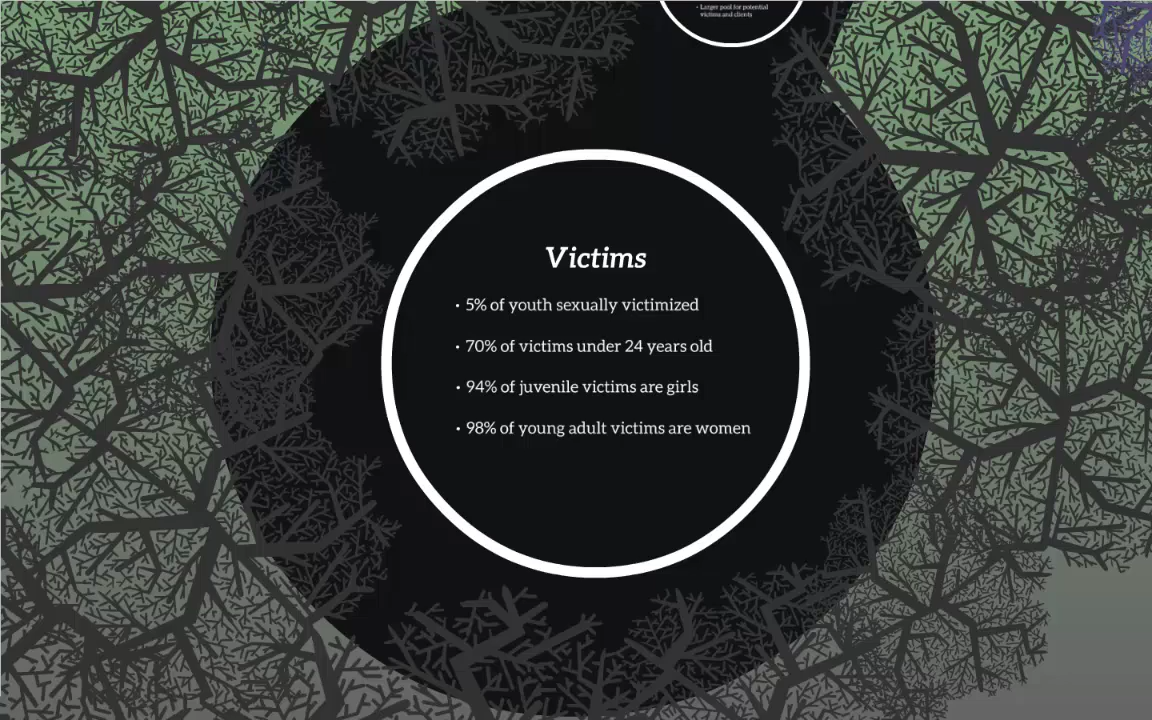 • Larger pool for potential
victims and clients
Victims
• 5% of youth sexually victimized
• 70% of victims under 24 years old
• 94% of juvenile victims are girls
• 98% of young adult victims are women